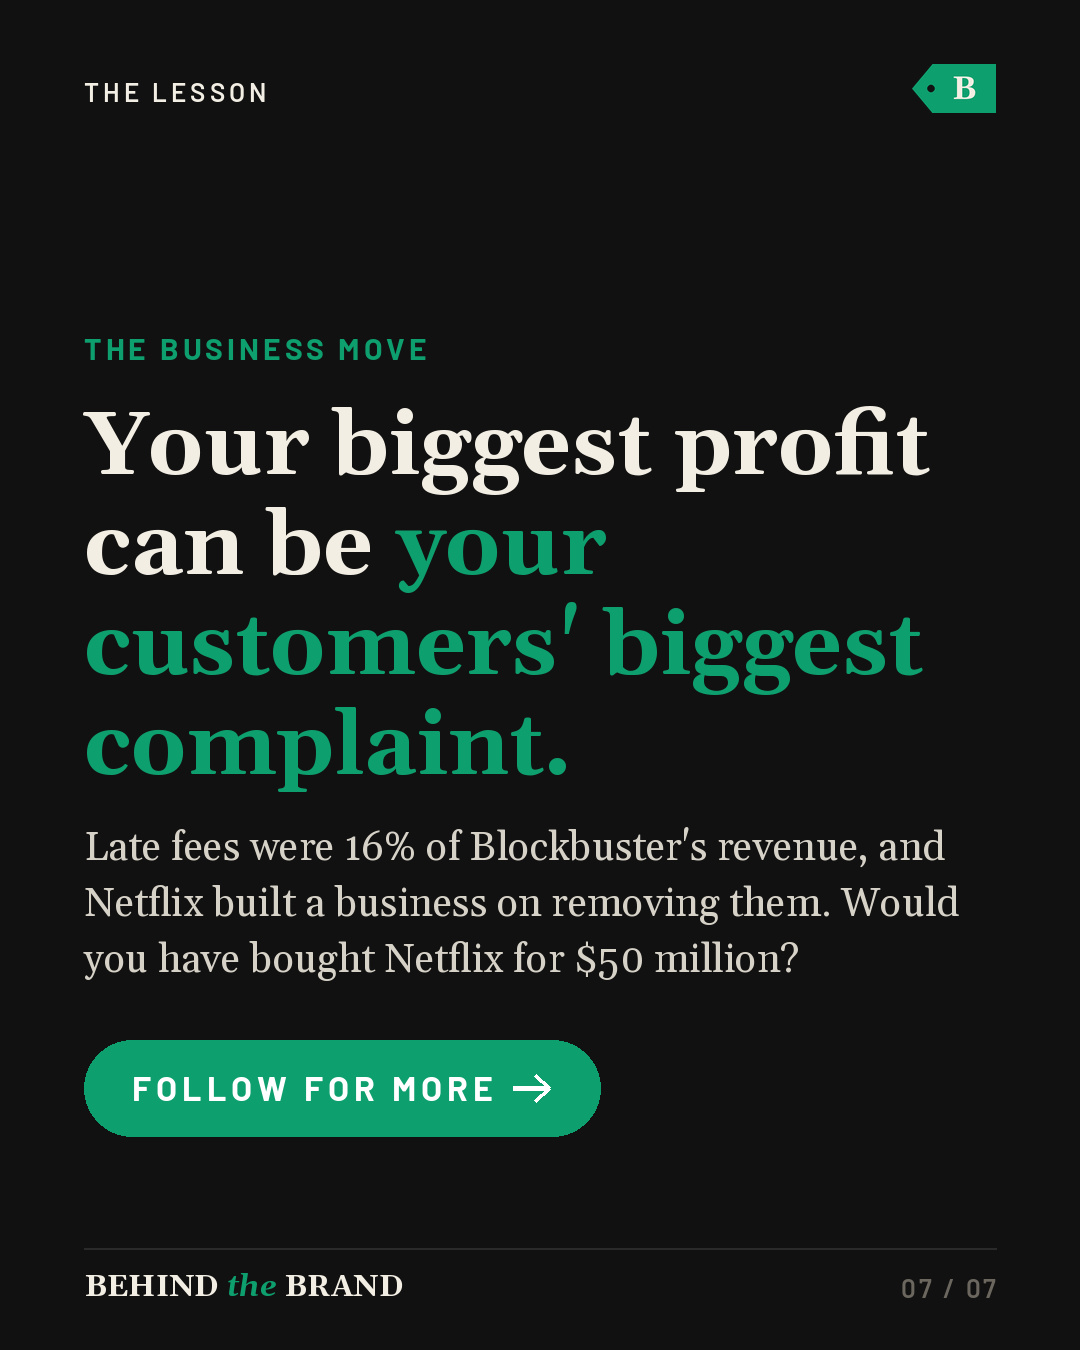 THE LESSON
B
THE BUSINESS MOVE
Your biggest profit
can be your
customers' biggest
complaint.
Late fees were 16% of Blockbuster's revenue, and
Netflix built a business on removing them. Would
you have bought Netflix for $50 million?
FOLLOW FOR MORE →
BEHIND the BRAND
07 / 07